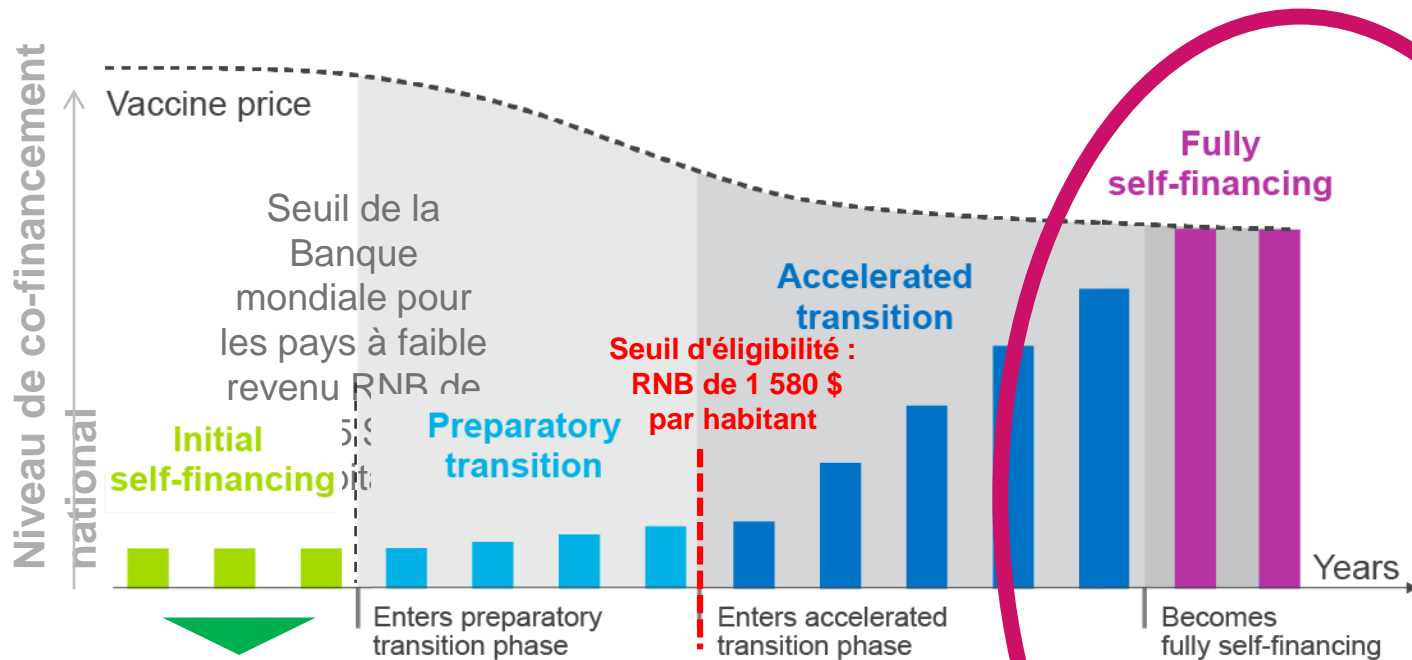 Niveau de co-financement
national
Vaccine price
Seuil de la
Banque
mondiale pour
les pays à faible
revenu RNB de
Initial
self-financing
Preparatory
transition
Seuil d'éligibilité :
RNB de 1 580 $
par habitant
Accelerated
transition
Fully
self-financing
Years
Enters preparatory
transition phase
Enters accelerated
transition phase
Becomes
fully self-financing